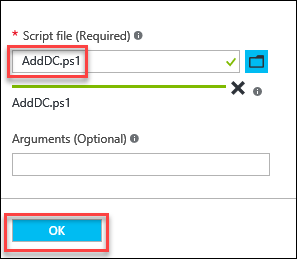 * Script file (Required)
AddDC.ps1
AddDC.ps1
Arguments (Optional)
OK